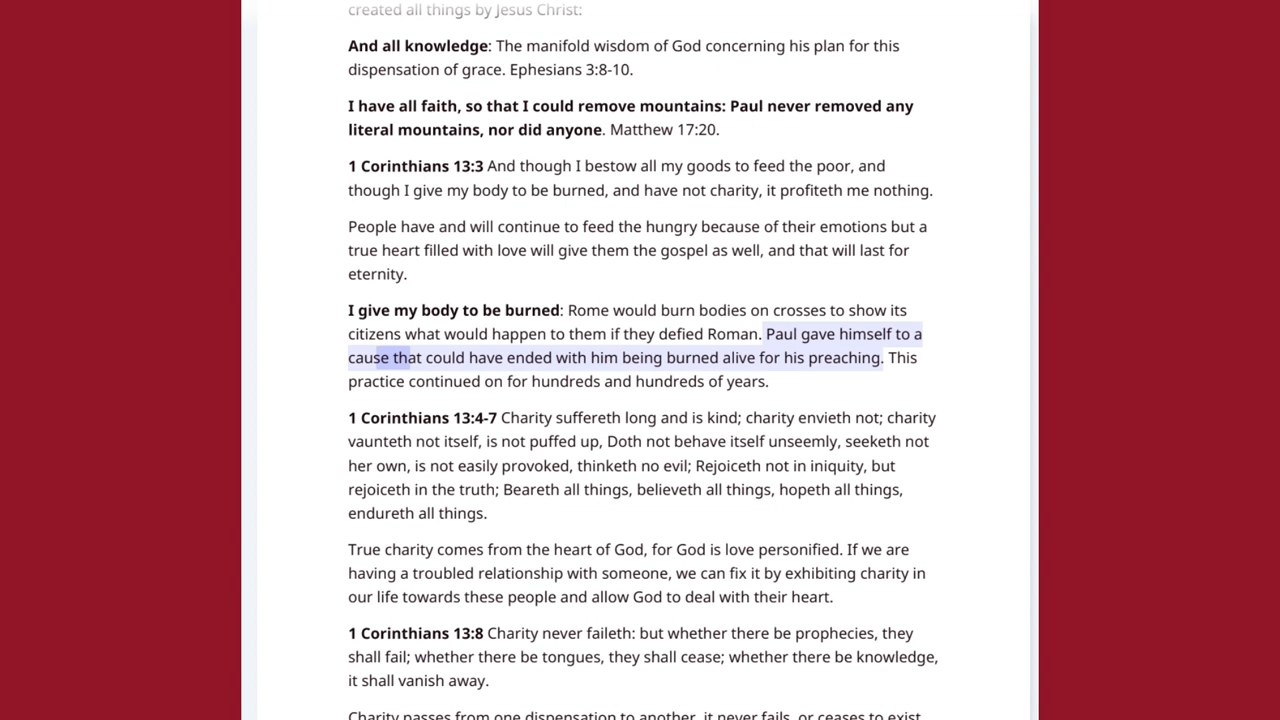 created all things by Jesus Christ:
And all knowledge: The manifold wisdom of God concerning his plan for this
dispensation of grace. Ephesians 3:8-10.
I have all faith, so that I could remove mountains: Paul never removed any
literal mountains, nor did anyone. Matthew 17:20.
1 Corinthians 13:3 And though I bestow all my goods to feed the poor, and
though I give my body to be burned, and have not charity, it profiteth me nothing.
People have and will continue to feed the hungry because of their emotions but a
true heart filled with love will give them the gospel as well, and that will last for
eternity.
I give my body to be burned: Rome would burn bodies on crosses to show its
citizens what would happen to them if they defied Roman. Paul gave himself to a
cause that could have ended with him being burned alive for his preaching. This
practice continued on for hundreds and hundreds of years.
1 Corinthians 13:4-7 Charity suffereth long and is kind; charity envieth not; charity
vaunteth not itself, is not puffed up, Doth not behave itself unseemly, seeketh not
her own, is not easily provoked, thinketh no evil; Rejoiceth not in iniquity, but
rejoiceth in the truth; Beareth all things, believeth all things, hopeth all things,
endureth all things.
True charity comes from the heart of God, for God is love personified. If we are
having a troubled relationship with someone, we can fix it by exhibiting charity in
our life towards these people and allow God to deal with their heart.
1 Corinthians 13:8 Charity never faileth: but whether there be prophecies, they
shall fail; whether there be tongues, they shall cease; whether there be knowledge,
it shall vanish away.
Charity passes from one dispensation to another, it never fails, or ceases to exist